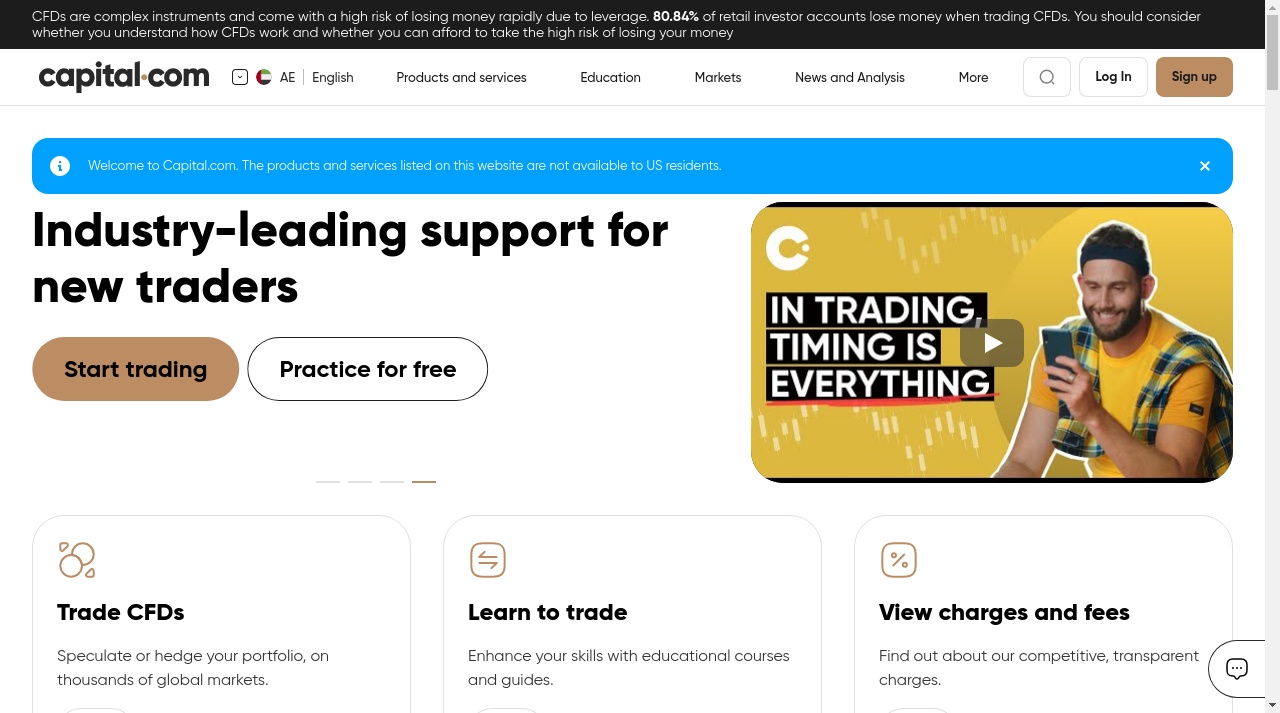 CFDs are complex instruments and come with a high risk of losing money rapidly due to leverage. 80.84% of retail investor accounts lose money when trading CFDs. You should consider
whether you understand how CFDs work and whether you can afford to take the high risk of losing your money
capital.com
AE
English
Products and services
Education
Markets
News and Analysis
More
Log In
Sign up
Welcome to Capital.com. The products and services listed on this website are not available to US residents.
Industry-leading support for
new traders
Start trading
Practice for free
IN TRADING,
TIMING IS
EVERYTHING
Trade CFDs
Speculate or hedge your portfolio, on
thousands of global markets.
Learn to trade
Enhance your skills with educational courses
and guides.
View charges and fees
Find out about our competitive, transparent
charges.